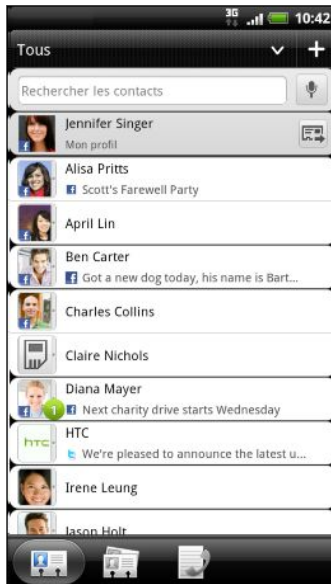 3G
10:42
Tous
Rechercher les contacts
Jennifer Singer
Mon profil
Alisa Pritts
Scott's Farewell Party
April Lin
Ben Carter
Got a new dog today, his name is Bart...
Charles Collins
Claire Nichols
Diana Mayer
1
Next charity drive starts Wednesday
HTC
hTC
We're pleased to announce the latest u...
Irene Leung
Jason Holt